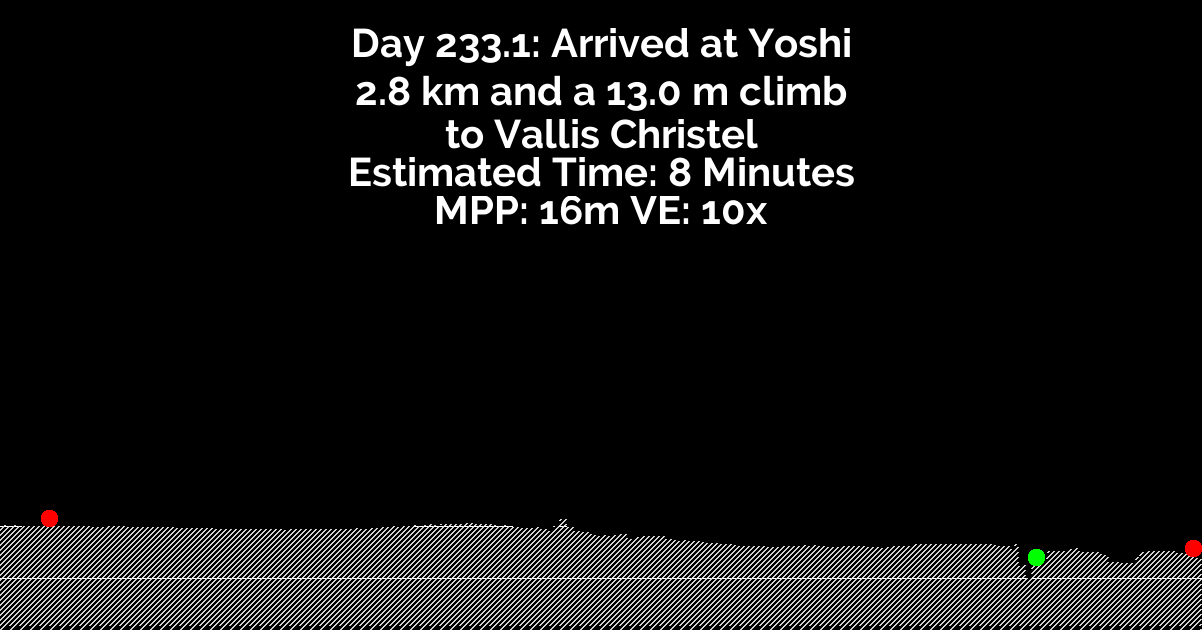 Day 233.1: Arrived at Yoshi
2.8 km and a 13.0 m climb
to Vallis Christel
Estimated Time: 8 Minutes
MPP: 16m VE: 10x